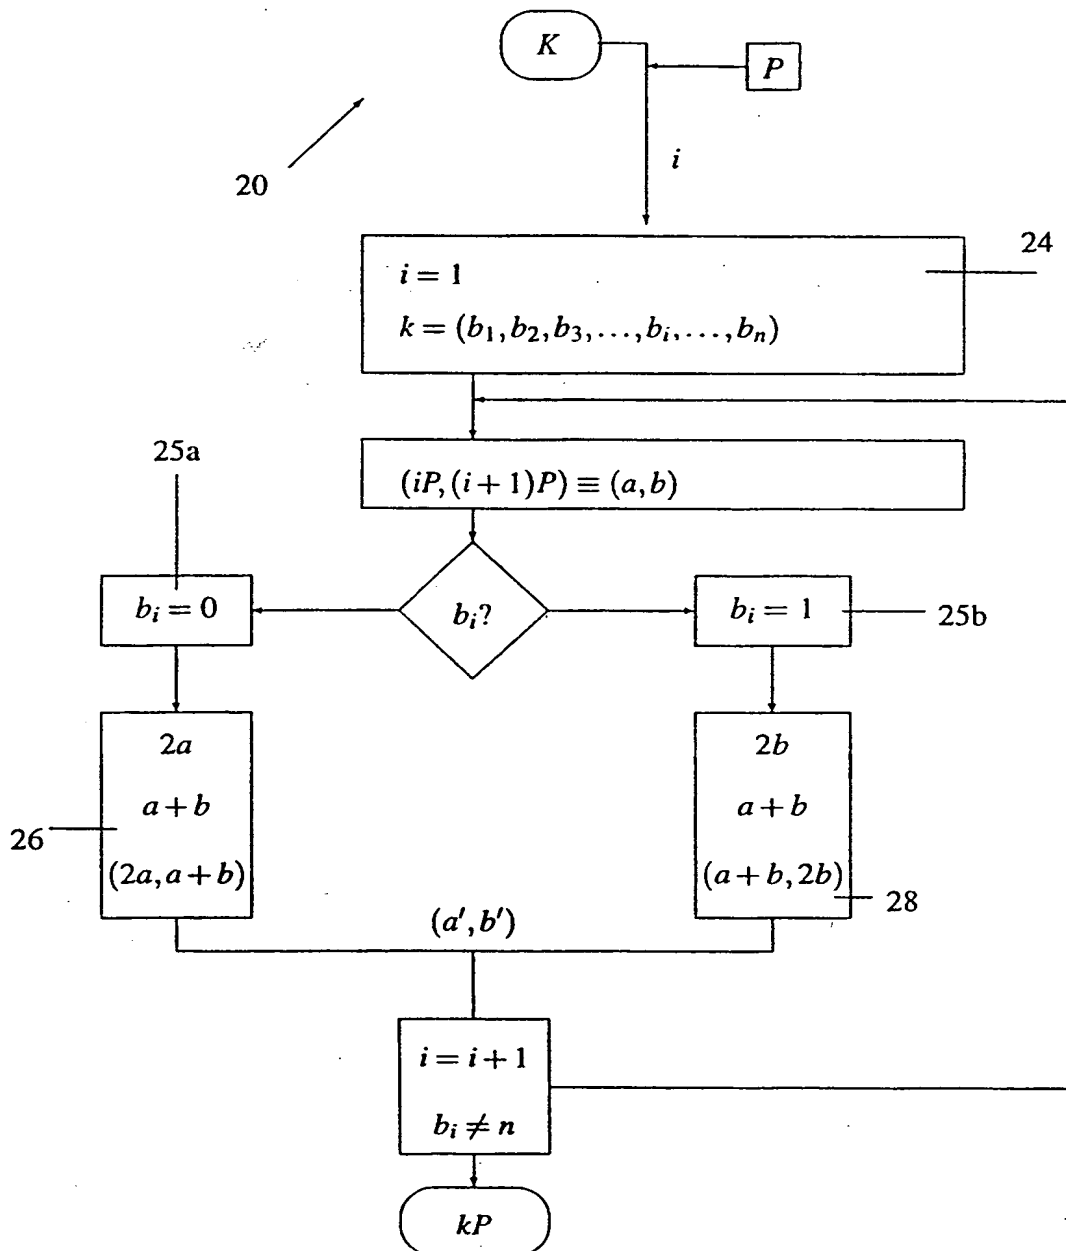 K
P
i
20
24
i = 1
k = (b₁, b₂, b₃, ..., bᵢ, ..., bₙ)
25a
(iP, (i + 1)P) ≡ (a, b)
bᵢ = 0
bᵢ?
bᵢ = 1
25b
2a
a + b
(2a, a + b)
26
2b
a + b
(a + b, 2b)
28
(a′, b′)
i = i + 1
bᵢ ≠ n
kP